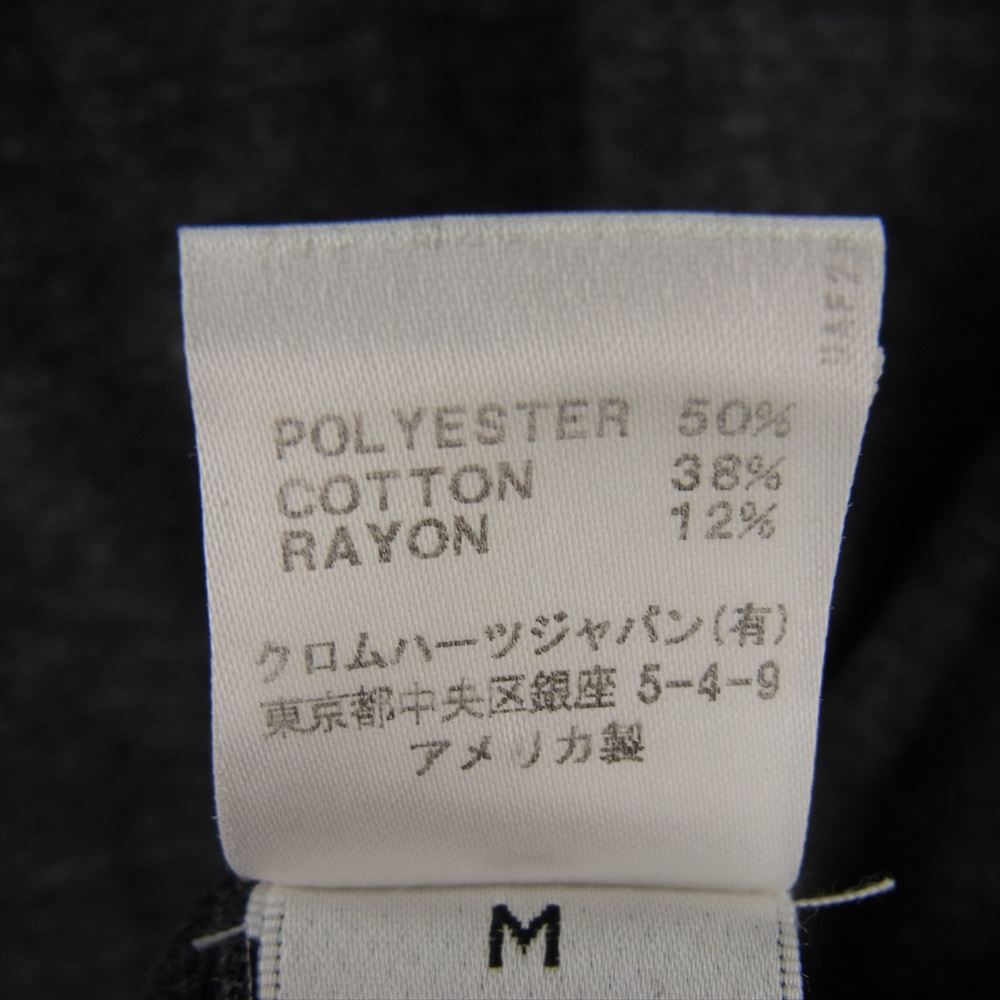 POLYESTER 50%
COTTON 38%
RAYON 12%
クロムハーツジャパン(有)
東京都中央区銀座 5-4-9
アメリカ製
M